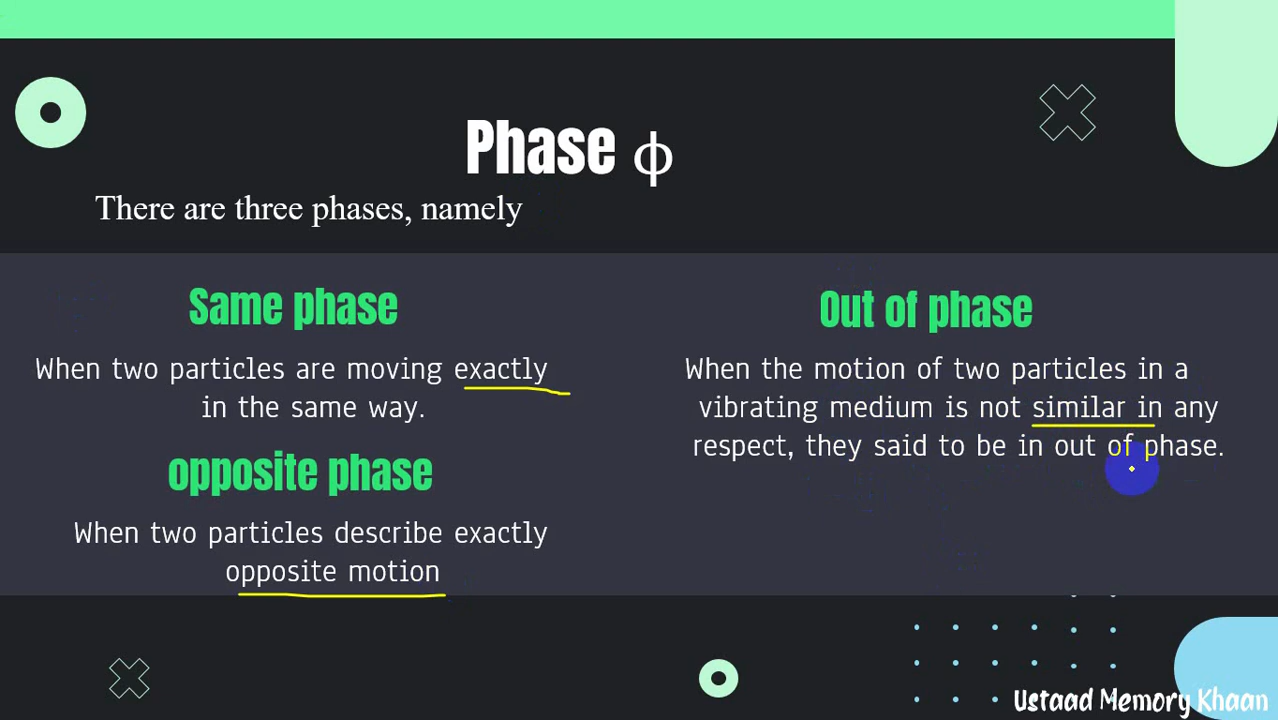 Phase ϕ
There are three phases, namely
Same phase
When two particles are moving exactly
in the same way.
opposite phase
When two particles describe exactly
opposite motion
Out of phase
When the motion of two particles in a
vibrating medium is not similar in any
respect, they said to be in out of phase.
Ustaad Memory Khaan